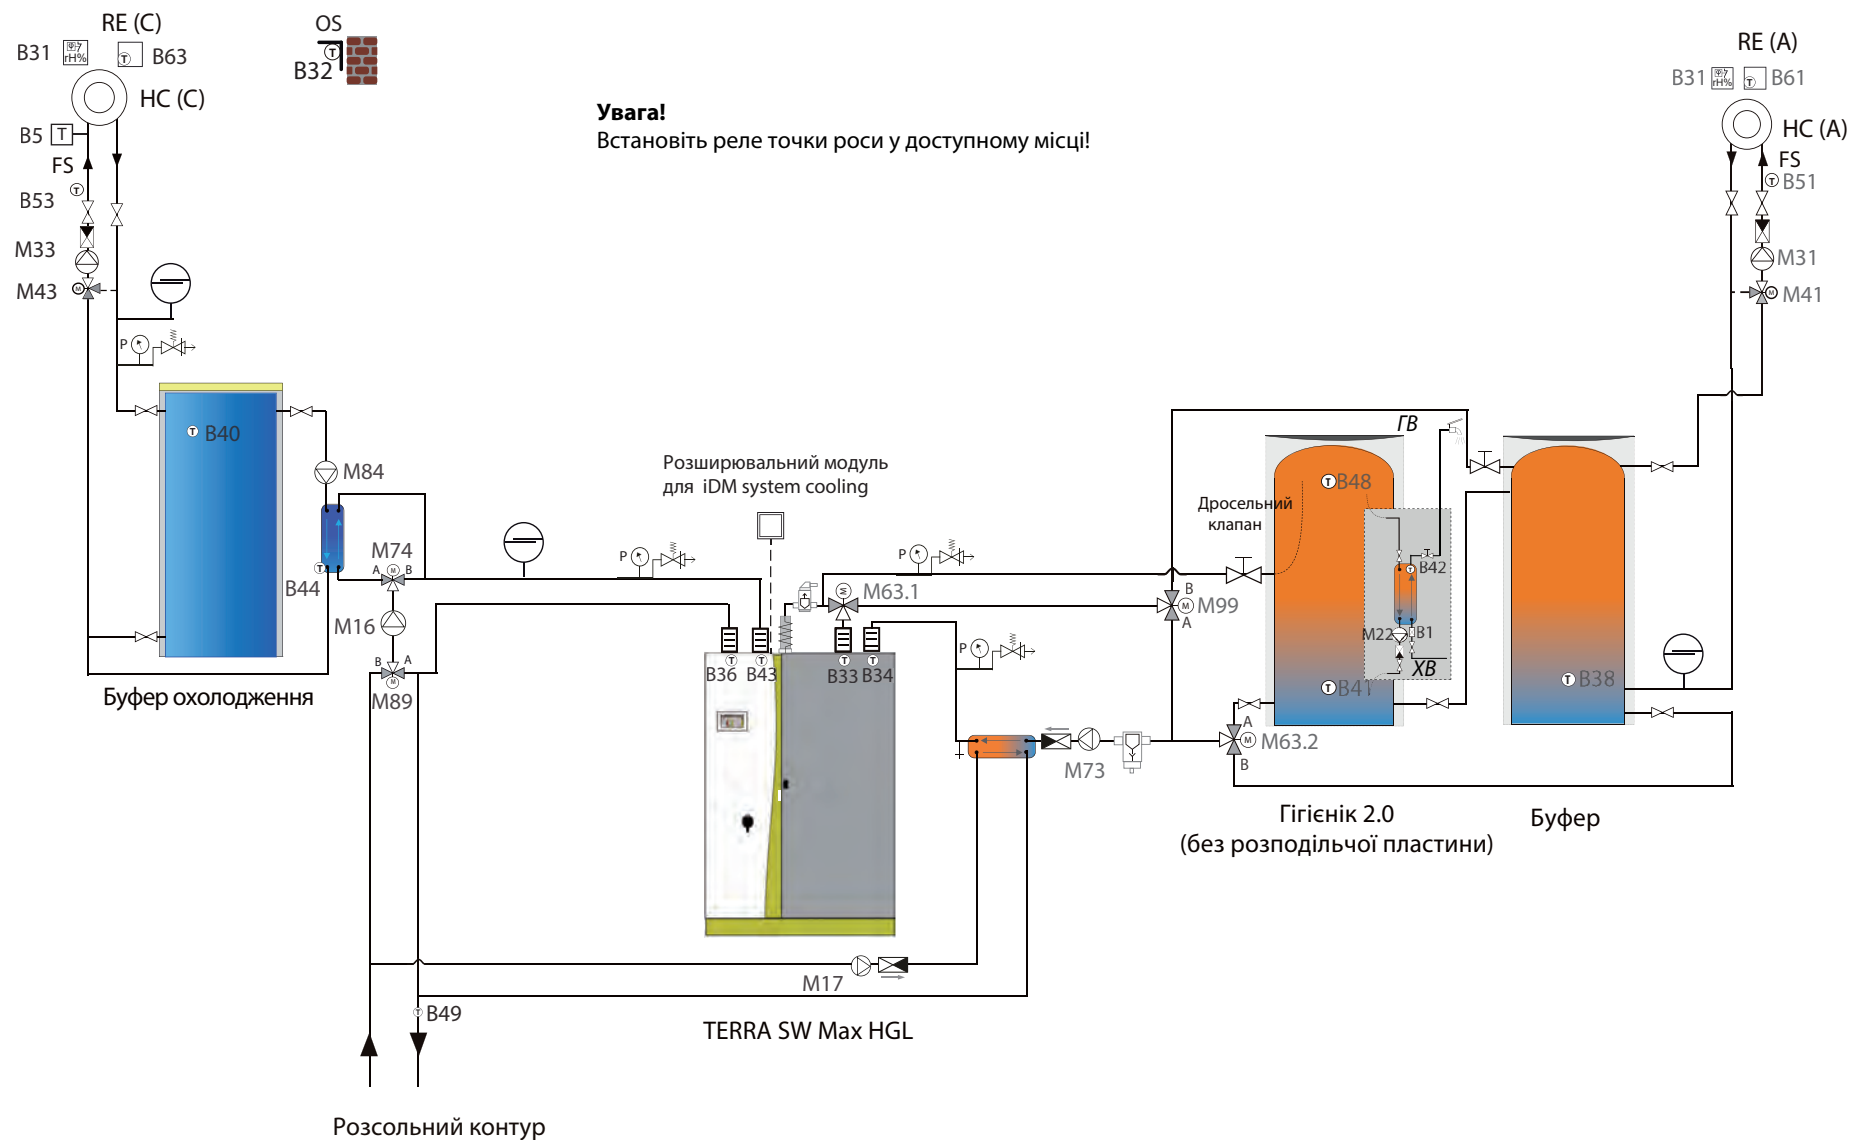 RE (C)
B31
rH%
T
B63
HC (C)
B5
T
FS
T
B53
M33
M43
M
P
OS
T
B32
Увага!
Встановіть реле точки роси у доступному місці!
RE (A)
B31
rH%
T
B61
HC (A)
FS
T
B51
M31
M
M41
T
B40
M84
M74
A
M
B
T
B44
M16
B
A
M
M89
Буфер охолодження
Розширювальний модуль
для iDM system cooling
P
P
M
M63.1
B
M
M99
A
T
B36
T
B43
T
B33
T
B34
P
M73
Дросельний
клапан
ГВ
T
B48
T
B42
M22
B1
ХВ
T
B41
A
M
M63.2
B
T
B38
Гігієнік 2.0
(без розподільчої пластини)
Буфер
M17
T
B49
TERRA SW Max HGL
Розсольний контур